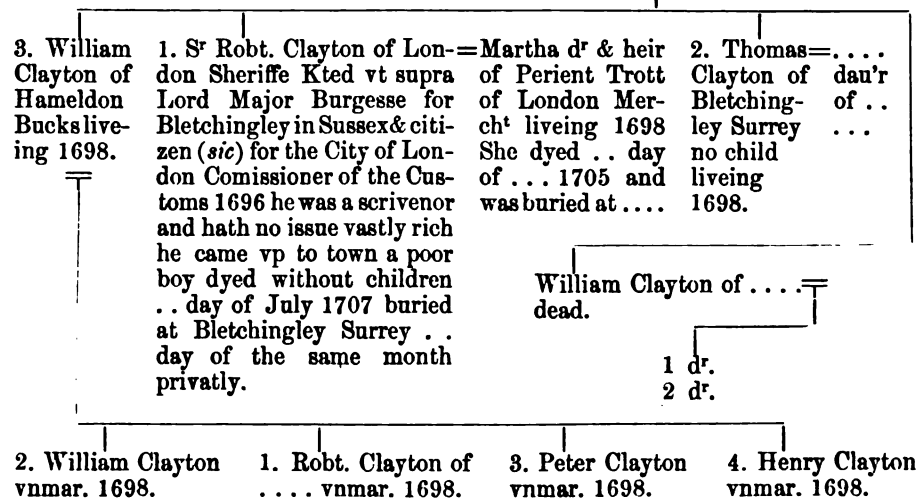 3. William
Clayton of
Hameldon
Bucks live-
ing 1698.
1. Sʳ Robt. Clayton of Lon-
don Sheriffe Kted vt supra
Lord Major Burgesse for
Bletchingley in Sussex & citi-
zen (sic) for the City of Lon-
don Comissioner of the Cus-
toms 1696 he was a scrivenor
and hath no issue vastly rich
he came vp to town a poor
boy dyed without children
. . day of July 1707 buried
at Bletchingley Surrey . .
day of the same month
privatly.
=Martha dʳ & heir
of Perient Trott
of London Mer-
chᵗ liveing 1698
She dyed . . day
of . . . 1705 and
was buried at . . . .
2. Thomas=
Clayton of
Bletching-
ley Surrey
no child
liveing
1698.
. . . .
dau'r
of . .
. . .
William Clayton of . . . .=
dead.
1 dʳ.
2 dʳ.
2. William Clayton
vnmar. 1698.
1. Robt. Clayton of
. . . . vnmar. 1698.
3. Peter Clayton
vnmar. 1698.
4. Henry Clayton
vnmar. 1698.